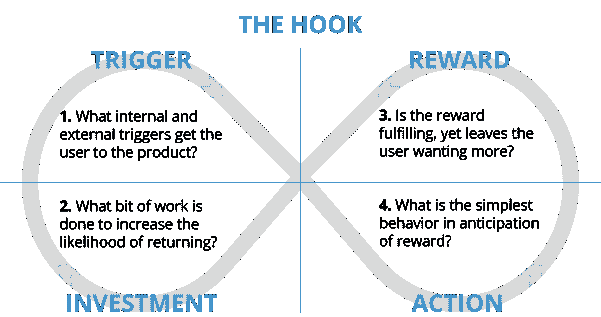 THE HOOK
TRIGGER
REWARD
1. What internal and
external triggers get the
user to the product?
3. Is the reward
fulfilling, yet leaves the
user wanting more?
2. What bit of work is
done to increase the
likelihood of returning?
4. What is the simplest
behavior in anticipation
of reward?
INVESTMENT
ACTION